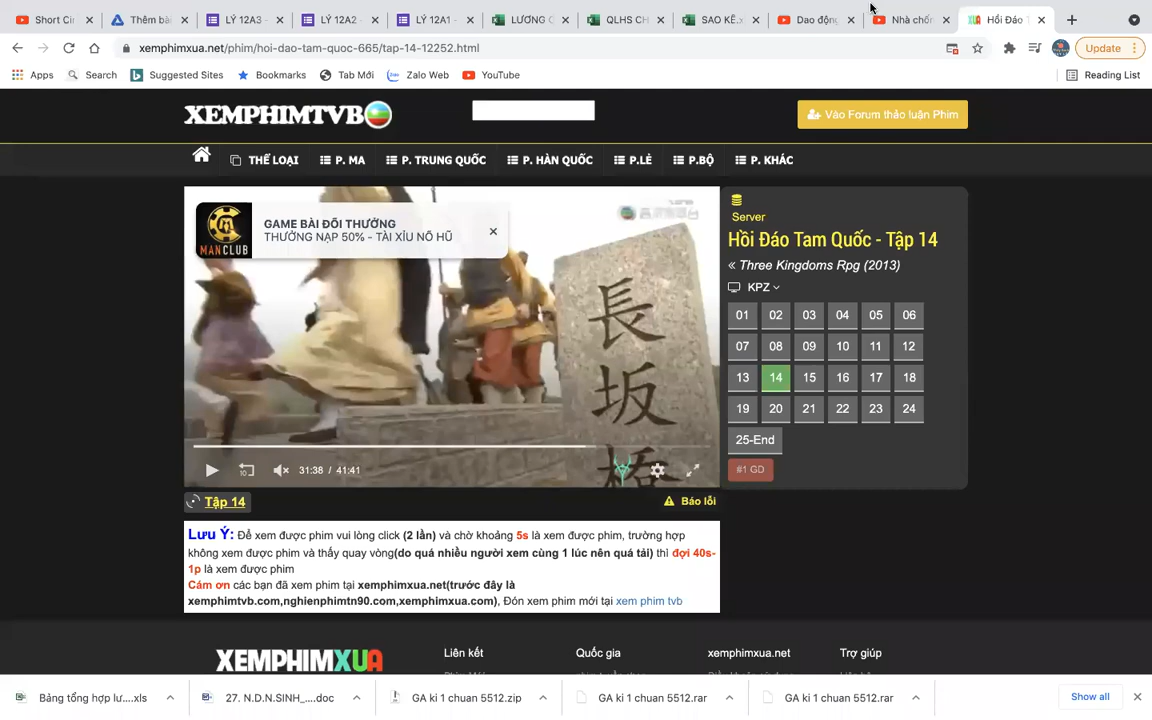 Short Ci
Thêm bài
LÝ 12A3 -
LÝ 12A2 -
LÝ 12A1 -
LƯƠNG C
QLHS CH
SAO KÊ.x
Dao động
Nhà chốn
Hồi Đáo T
xemphimxua.net/phim/hoi-dao-tam-quoc-665/tap-14-12252.html
Update
Apps
Search
Suggested Sites
Bookmarks
Tab Mới
Zalo Web
YouTube
Reading List
XEMPHIMTVB
Vào Forum thảo luận Phim
THỂ LOẠI
P. MA
P. TRUNG QUỐC
P. HÀN QUỐC
P.LẺ
P.BỘ
P. KHÁC
MANCLUB
GAME BÀI ĐỔI THƯỞNG
THƯỞNG NẠP 50% - TÀI XỈU NỔ HŨ
長坂橋
10
31:38 / 41:41
Server
Hồi Đáo Tam Quốc - Tập 14
« Three Kingdoms Rpg (2013)
KPZ
01 02 03 04 05 06
07 08 09 10 11 12
13 14 15 16 17 18
19 20 21 22 23 24
25-End
#1 GD
Tập 14
Báo lỗi
Lưu Ý: Để xem được phim vui lòng click (2 lần) và chờ khoảng 5s là xem được phim, trường hợp
không xem được phim và thấy quay vòng(do quá nhiều người xem cùng 1 lúc nên quá tải) thì đợi 40s-
1p là xem được phim
Cám ơn các bạn đã xem phim tại xemphimxua.net(trước đây là
xemphimtvb.com,nghienphimtn90.com,xemphimxua.com), Đón xem phim mới tại xem phim tvb
XEMPHIMXUA
Liên kết
Quốc gia
xemphimxua.net
Trợ giúp
Bảng tổng hợp lư....xls
27. N.D.N.SINH_....doc
GA ki 1 chuan 5512.zip
GA ki 1 chuan 5512.rar
GA ki 1 chuan 5512.rar
Show all